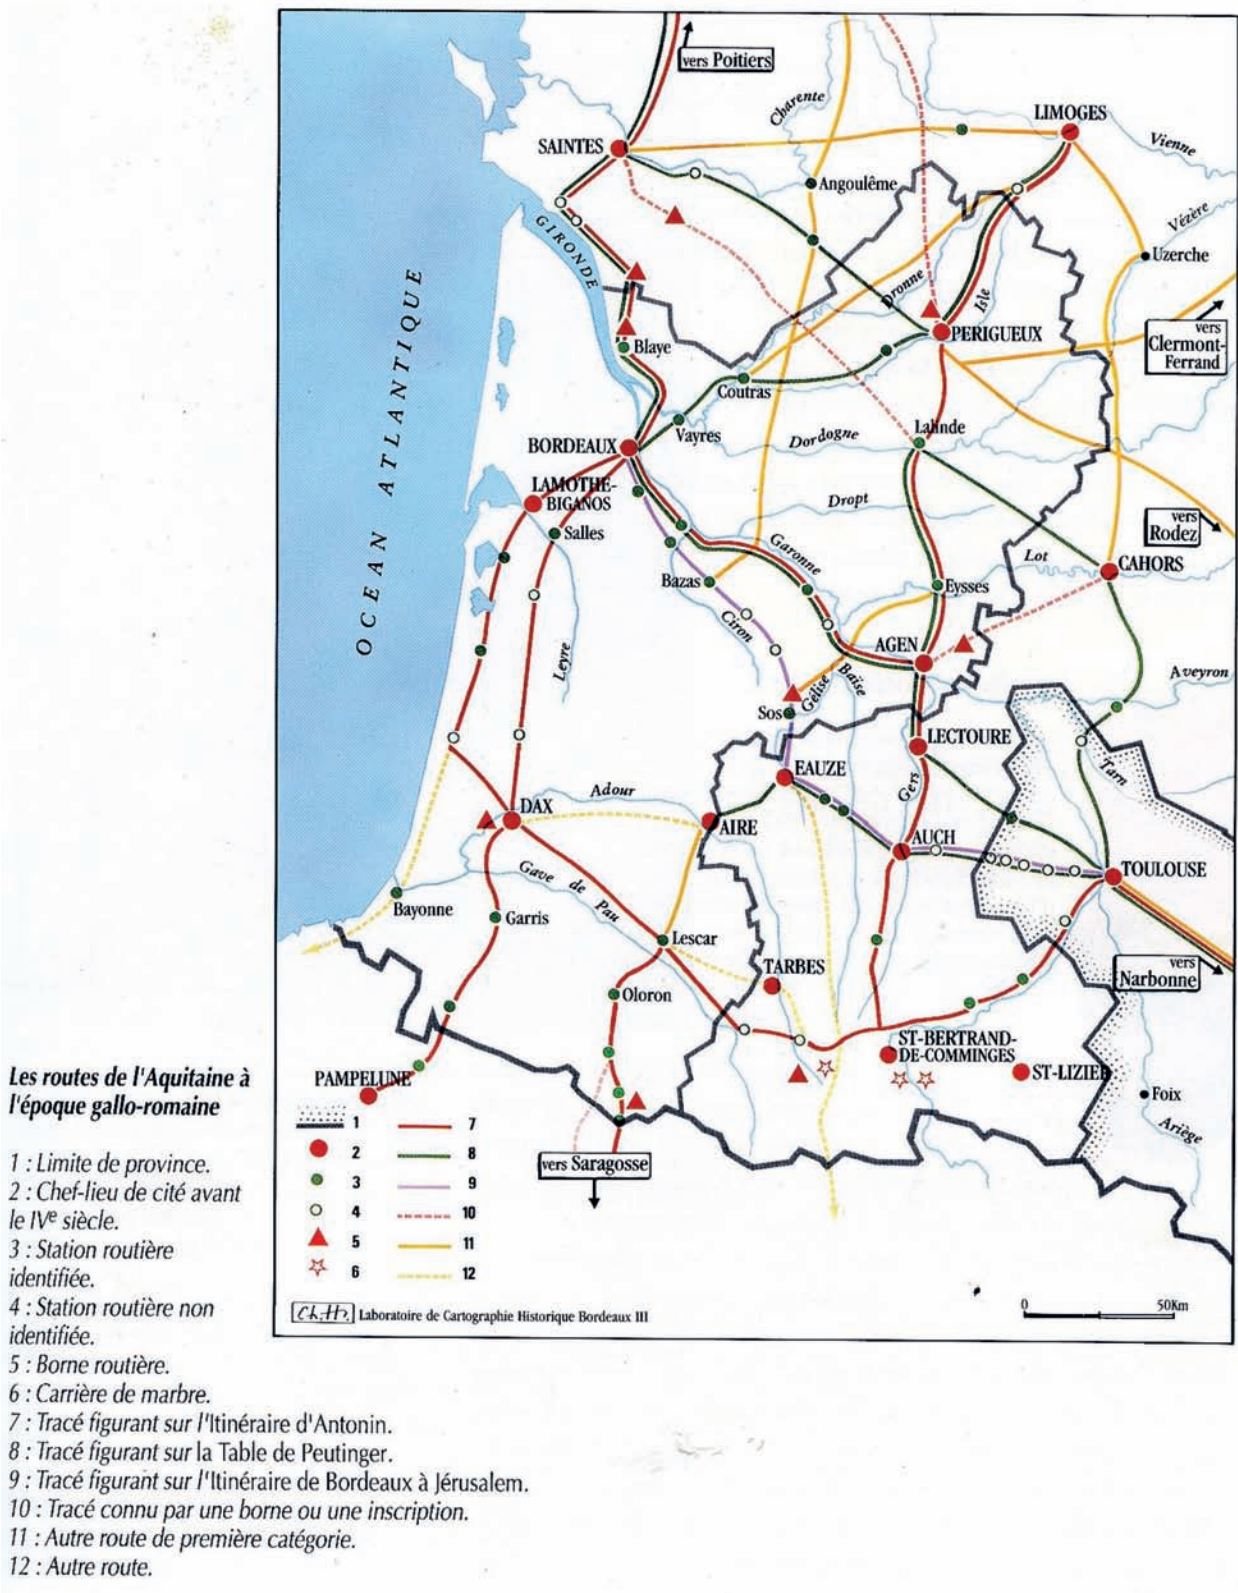 vers Poitiers
Charente
LIMOGES
Vienne
SAINTES
Angoulême
Vézère
GIRONDE
Uzerche
Dronne
Isle
vers
Clermont-
Ferrand
PERIGUEUX
Blaye
Coutras
OCEAN ATLANTIQUE
Vayres
Lalinde
Dordogne
BORDEAUX
LAMOTHE-
BIGANOS
Dropt
Salles
vers
Rodez
Garonne
Lot
CAHORS
Bazas
Eysses
Ciron
AGEN
Leyre
Baïse
Aveyron
Gélise
Sos
LECTOURE
EAUZE
Tarn
Gers
Adour
DAX
AIRE
AUCH
TOULOUSE
Gave de Pau
Bayonne
Garris
Lescar
TARBES
vers
Narbonne
Oloron
ST-BERTRAND-
DE-COMMINGES
ST-LIZIER
PAMPELUNE
Foix
Ariège
vers Saragosse
1 7
2 8
3 9
4 10
5 11
6 12
Ch.H. Laboratoire de Cartographie Historique Bordeaux III
0 50Km
Les routes de l'Aquitaine à
l'époque gallo-romaine
1 : Limite de province.
2 : Chef-lieu de cité avant
le IVe siècle.
3 : Station routière
identifiée.
4 : Station routière non
identifiée.
5 : Borne routière.
6 : Carrière de marbre.
7 : Tracé figurant sur l'Itinéraire d'Antonin.
8 : Tracé figurant sur la Table de Peutinger.
9 : Tracé figurant sur l'Itinéraire de Bordeaux à Jérusalem.
10 : Tracé connu par une borne ou une inscription.
11 : Autre route de première catégorie.
12 : Autre route.